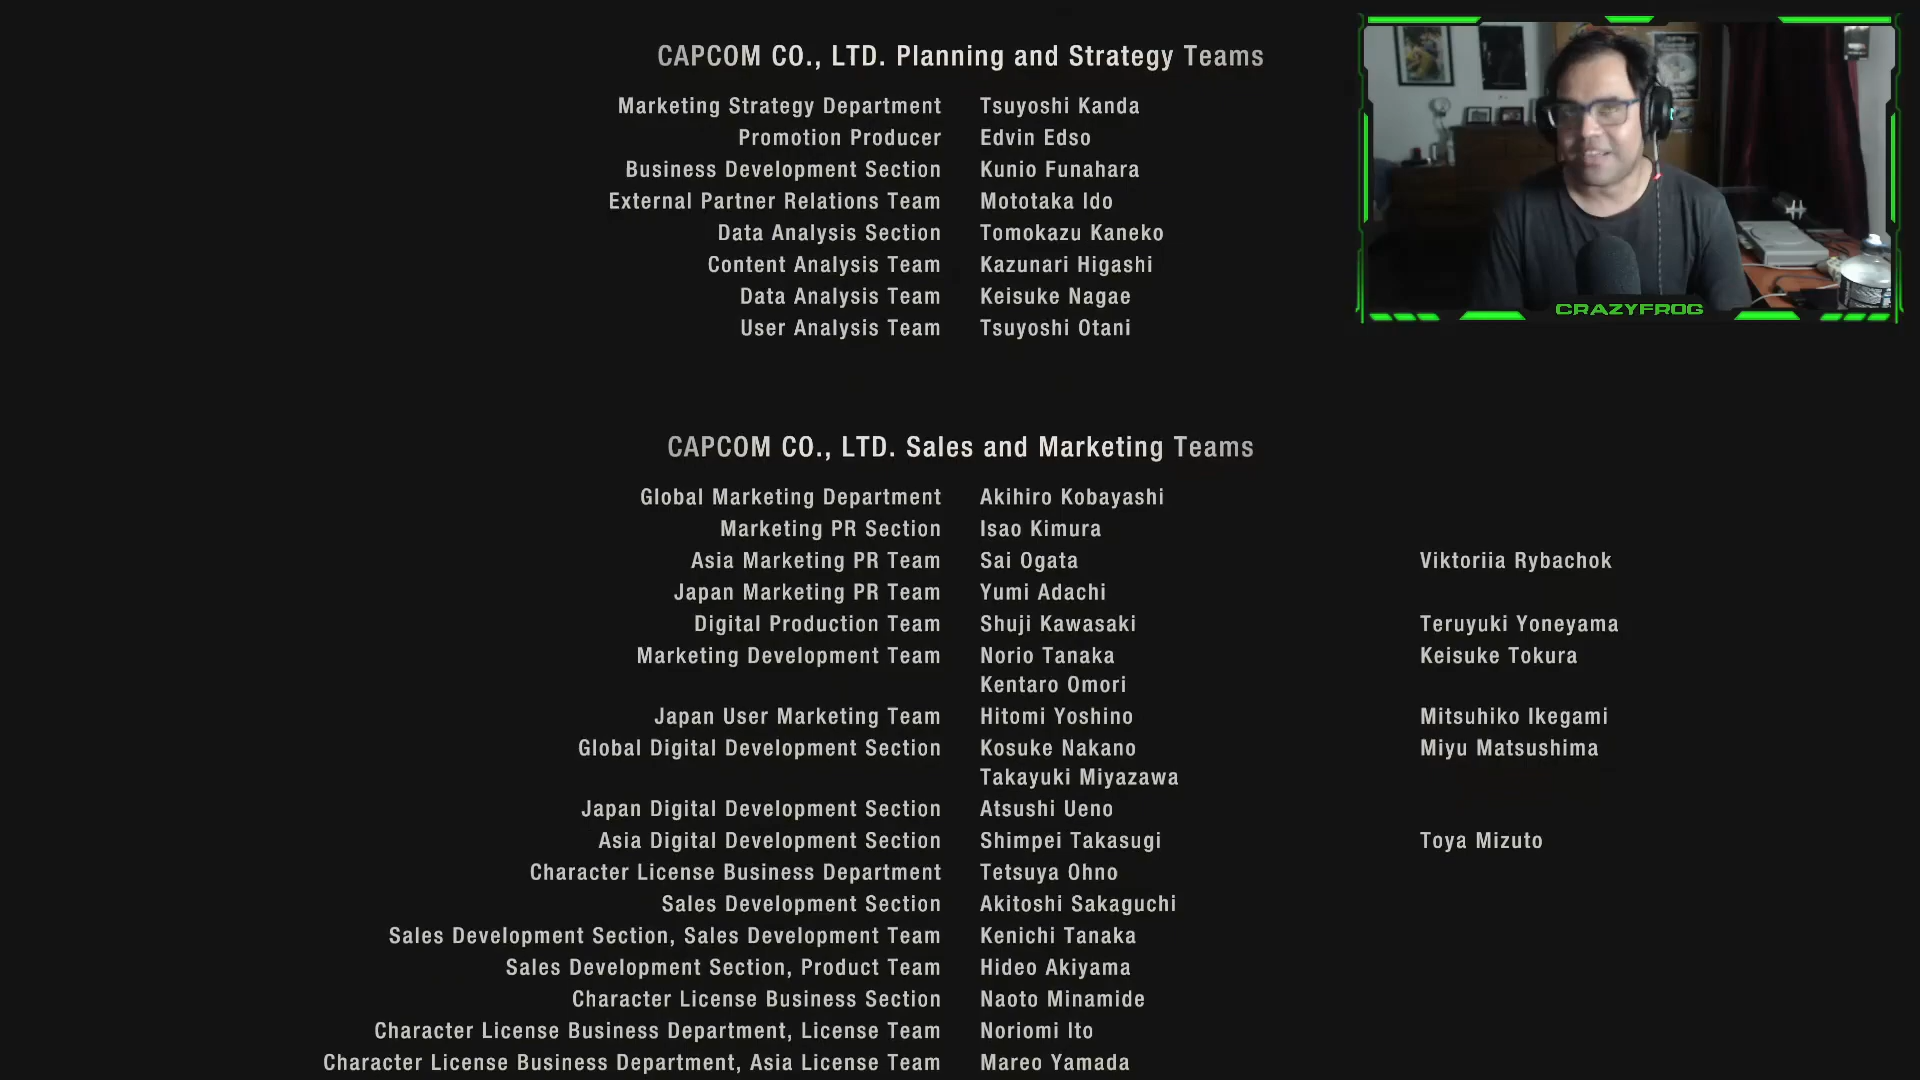 CAPCOM CO., LTD. Planning and Strategy Teams
Marketing Strategy Department Tsuyoshi Kanda
Promotion Producer Edvin Edso
Business Development Section Kunio Funahara
External Partner Relations Team Mototaka Ido
Data Analysis Section Tomokazu Kaneko
Content Analysis Team Kazunari Higashi
Data Analysis Team Keisuke Nagae
User Analysis Team Tsuyoshi Otani
CRAZYFROG
CAPCOM CO., LTD. Sales and Marketing Teams
Global Marketing Department Akihiro Kobayashi
Marketing PR Section Isao Kimura
Asia Marketing PR Team Sai Ogata Viktoriia Rybachok
Japan Marketing PR Team Yumi Adachi
Digital Production Team Shuji Kawasaki Teruyuki Yoneyama
Marketing Development Team Norio Tanaka Keisuke Tokura
Kentaro Omori
Japan User Marketing Team Hitomi Yoshino Mitsuhiko Ikegami
Global Digital Development Section Kosuke Nakano Miyu Matsushima
Takayuki Miyazawa
Japan Digital Development Section Atsushi Ueno
Asia Digital Development Section Shimpei Takasugi Toya Mizuto
Character License Business Department Tetsuya Ohno
Sales Development Section Akitoshi Sakaguchi
Sales Development Section, Sales Development Team Kenichi Tanaka
Sales Development Section, Product Team Hideo Akiyama
Character License Business Section Naoto Minamide
Character License Business Department, License Team Noriomi Ito
Character License Business Department, Asia License Team Mareo Yamada